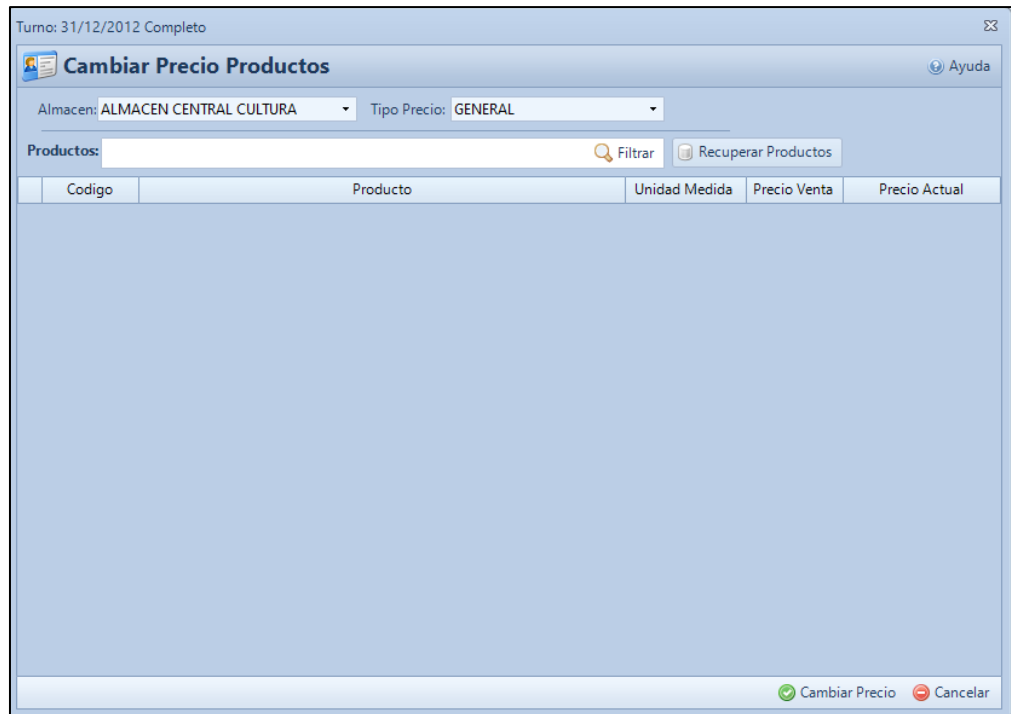 Turno: 31/12/2012 Completo
Cambiar Precio Productos Ayuda
Almacen: ALMACEN CENTRAL CULTURA Tipo Precio: GENERAL
Productos: Filtrar Recuperar Productos
Codigo Producto Unidad Medida Precio Venta Precio Actual
Cambiar Precio Cancelar